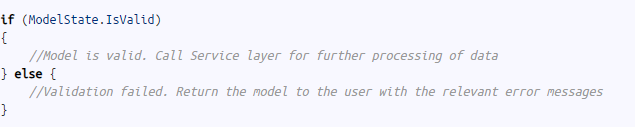 if (ModelState.IsValid)
{
    //Model is valid. Call Service layer for further processing of data
} else {
    //Validation failed. Return the model to the user with the relevant error messages
}